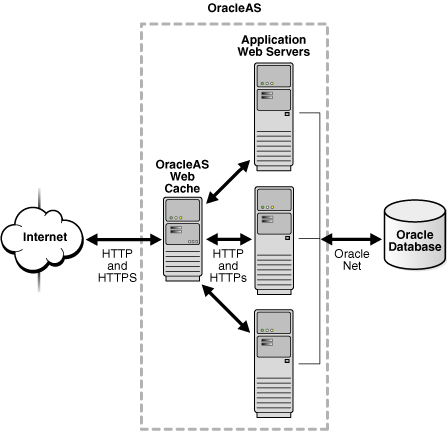 OracleAS
Application
Web Servers
OracleAS
Web
Cache
Internet
HTTP
and
HTTPS
HTTP
and
HTTPs
Oracle
Net
Oracle
Database